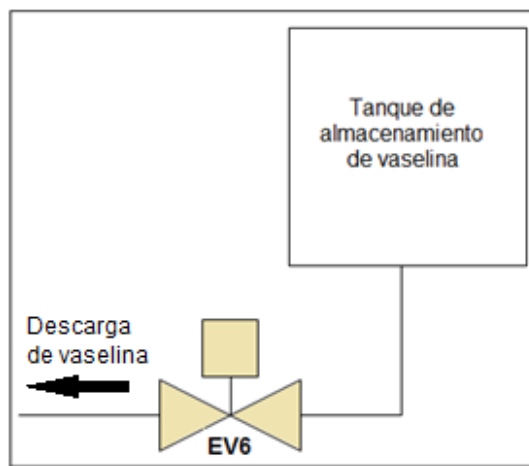 Tanque de
almacenamiento
de vaselina
Descarga
de vaselina
EV6